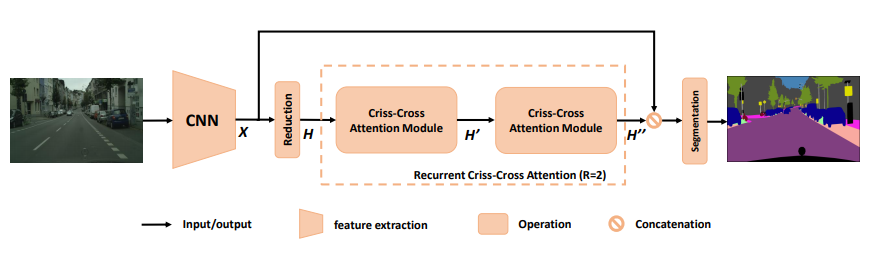 CNN
X
Reduction
H
Criss-Cross
Attention Module
H'
Criss-Cross
Attention Module
H''
Segmentation
Recurrent Criss-Cross Attention (R=2)
Input/output
feature extraction
Operation
Concatenation